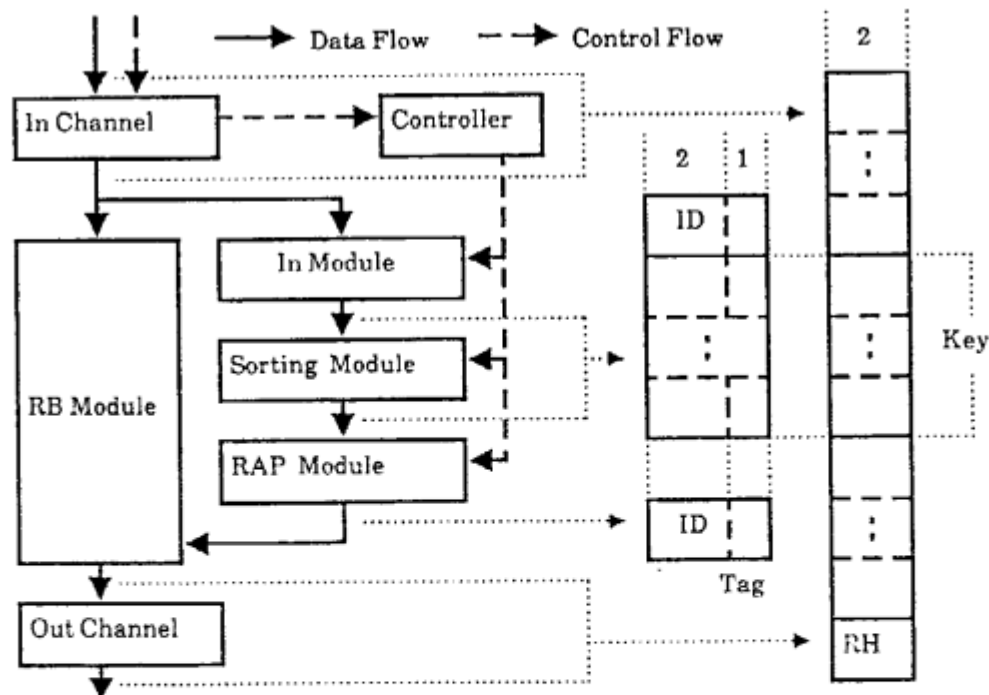 Data Flow
Control Flow
2
In Channel
Controller
2
1
ID
In Module
Key
Sorting Module
RB Module
RAP Module
ID
Tag
Out Channel
RH